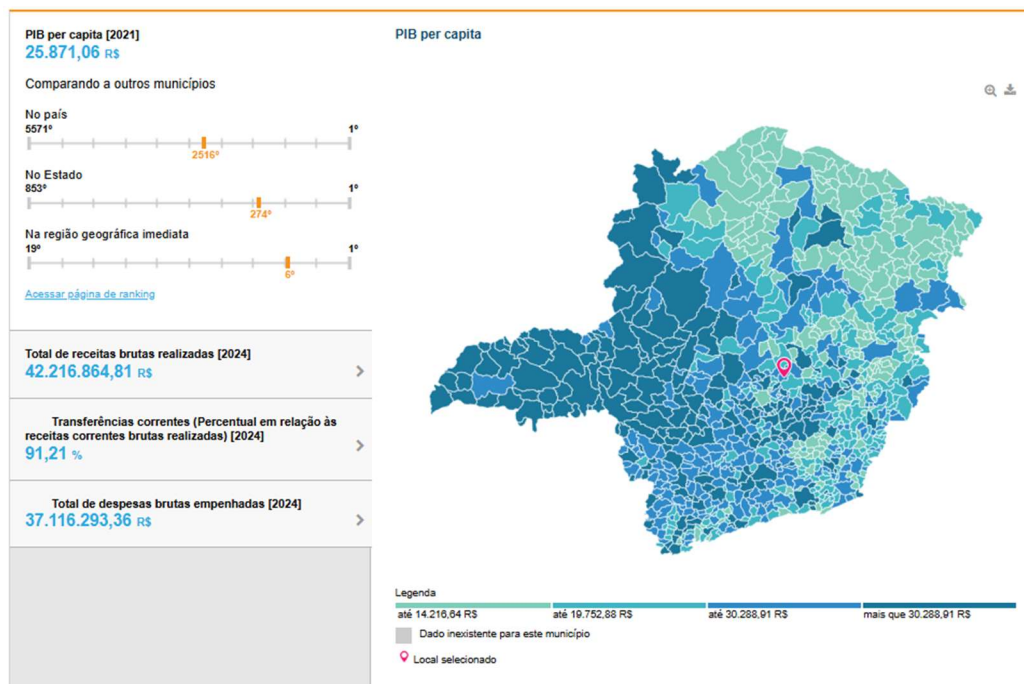 PIB per capita [2021]
25.871,06 R$
Comparando a outros municípios
No país
5571º 1º
2516º
No Estado
853º 1º
274º
Na região geográfica imediata
19º 1º
6º
Acessar página de ranking
Total de receitas brutas realizadas [2024]
42.216.864,81 R$
Transferências correntes (Percentual em relação às
receitas correntes brutas realizadas) [2024]
91,21 %
Total de despesas brutas empenhadas [2024]
37.116.293,36 R$
PIB per capita
Legenda
até 14.216,64 R$ até 19.752,88 R$ até 30.288,91 R$ mais que 30.288,91 R$
Dado inexistente para este município
Local selecionado